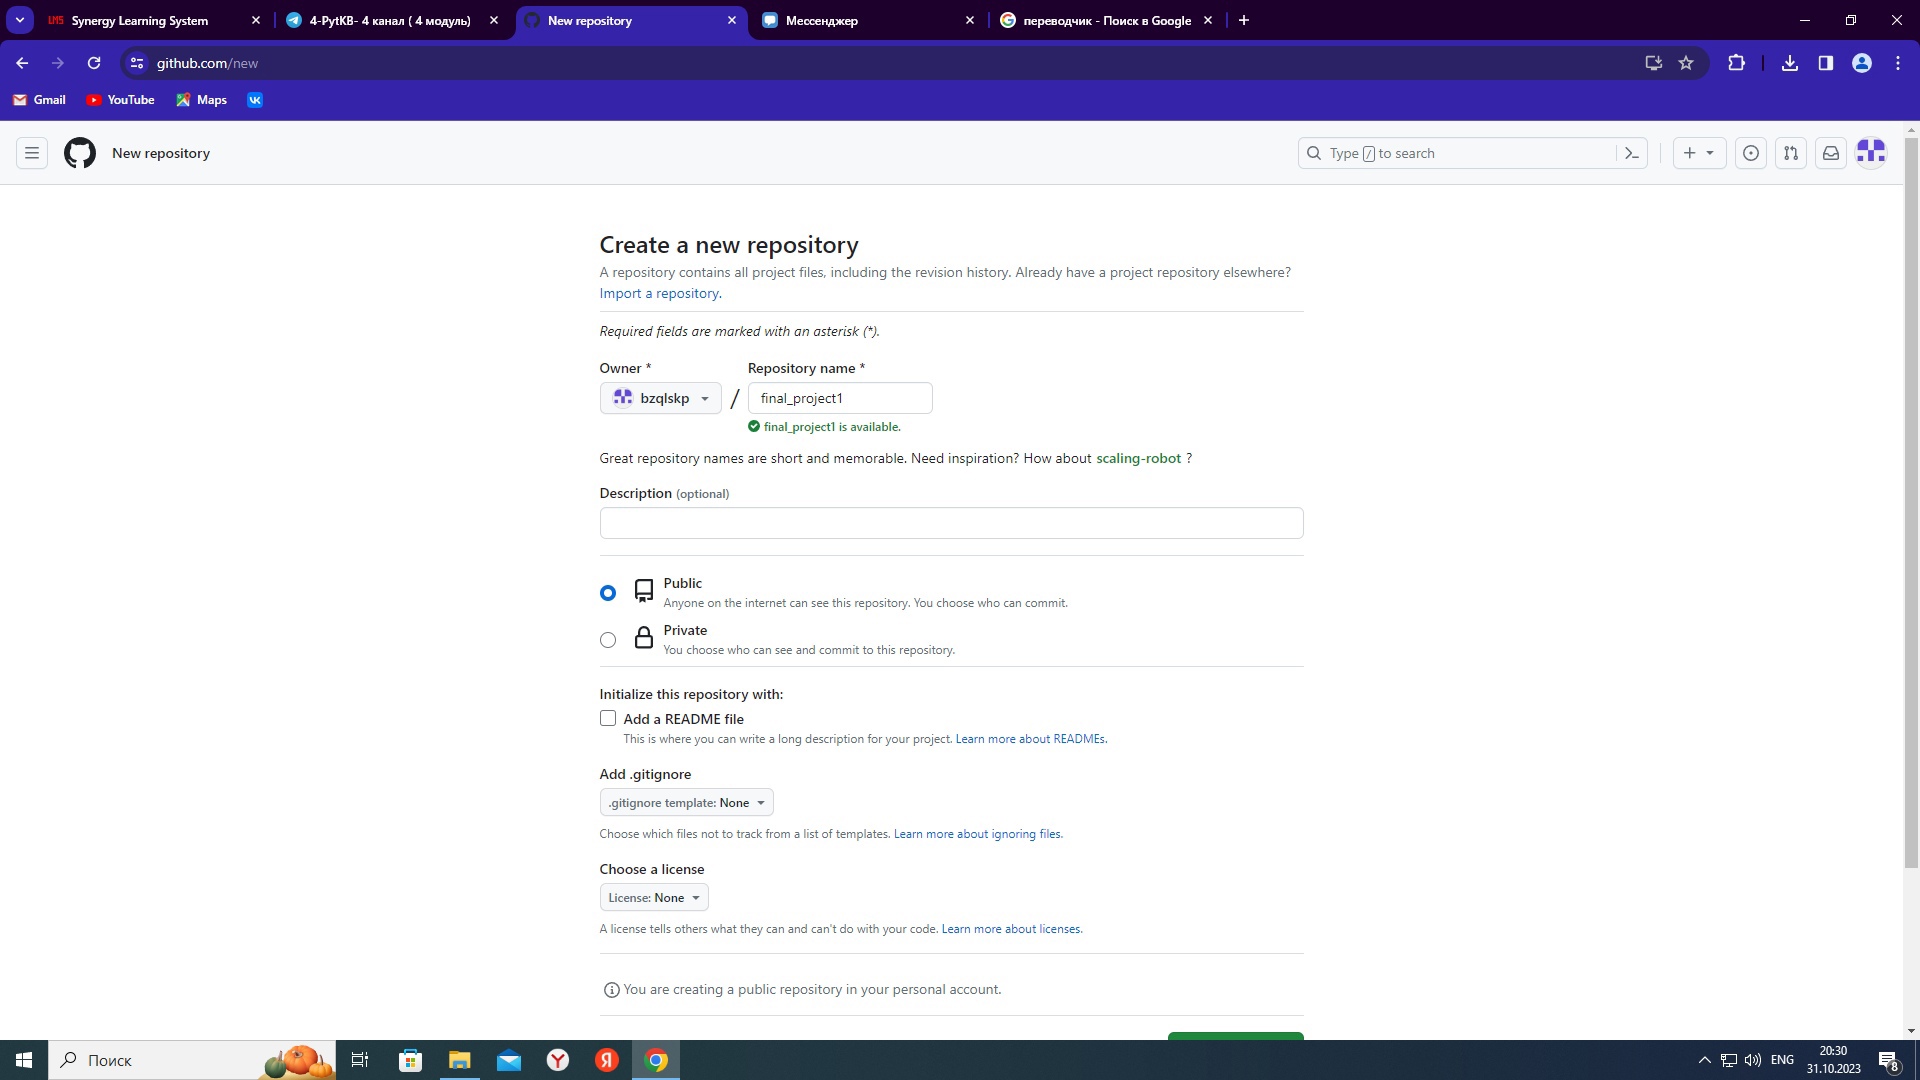 LMS Synergy Learning System
4-PytKB- 4 канал ( 4 модуль)
New repository
Мессенджер
переводчик - Поиск в Google
github.com/new
Gmail
YouTube
Maps
New repository
Type / to search
Create a new repository
A repository contains all project files, including the revision history. Already have a project repository elsewhere?
Import a repository.
Required fields are marked with an asterisk (*).
Owner *
Repository name *
bzqlskp
/
final_project1
final_project1 is available.
Great repository names are short and memorable. Need inspiration? How about scaling-robot ?
Description (optional)
Public
Anyone on the internet can see this repository. You choose who can commit.
Private
You choose who can see and commit to this repository.
Initialize this repository with:
Add a README file
This is where you can write a long description for your project. Learn more about READMEs.
Add .gitignore
.gitignore template: None
Choose which files not to track from a list of templates. Learn more about ignoring files.
Choose a license
License: None
A license tells others what they can and can't do with your code. Learn more about licenses.
You are creating a public repository in your personal account.
Поиск
ENG
20:30
31.10.2023
8